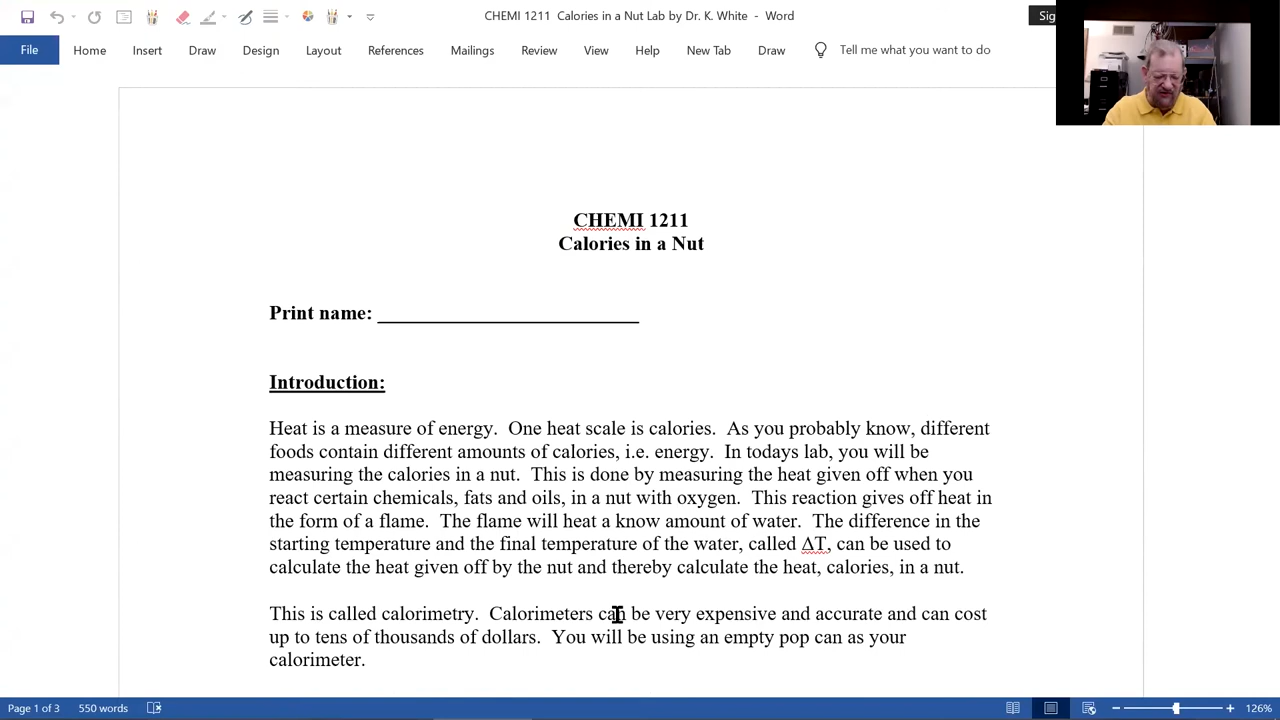 CHEMI 1211 Calories in a Nut Lab by Dr. K. White - Word
File Home Insert Draw Design Layout References Mailings Review View Help New Tab Draw Tell me what you want to do
CHEMI 1211
Calories in a Nut
Print name: __________________________
Introduction:
Heat is a measure of energy. One heat scale is calories. As you probably know, different
foods contain different amounts of calories, i.e. energy. In todays lab, you will be
measuring the calories in a nut. This is done by measuring the heat given off when you
react certain chemicals, fats and oils, in a nut with oxygen. This reaction gives off heat in
the form of a flame. The flame will heat a know amount of water. The difference in the
starting temperature and the final temperature of the water, called ΔT, can be used to
calculate the heat given off by the nut and thereby calculate the heat, calories, in a nut.
This is called calorimetry. Calorimeters can be very expensive and accurate and can cost
up to tens of thousands of dollars. You will be using an empty pop can as your
calorimeter.
Page 1 of 3 550 words 126%